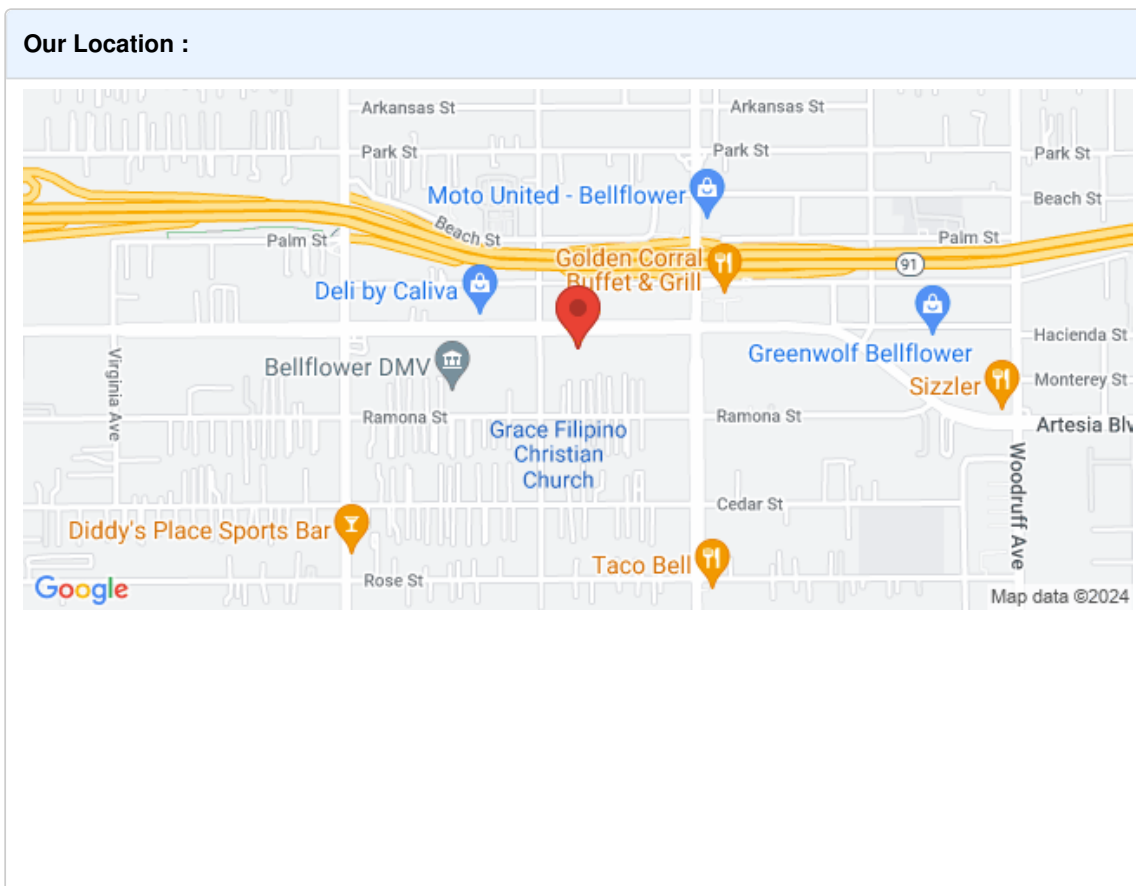 Our Location :
Arkansas St
Arkansas St
Park St
Park St
Park St
Moto United - Bellflower
Beach St
Beach St
Palm St
Palm St
Golden Corral
Buffet & Grill
91
Deli by Caliva
Hacienda St
Greenwolf Bellflower
Bellflower DMV
Virginia Ave
Sizzler
Monterey St
Ramona St
Ramona St
Artesia Blv
Grace Filipino
Christian
Church
Woodruff Ave
Cedar St
Diddy's Place Sports Bar
Taco Bell
Rose St
Google
Map data ©2024